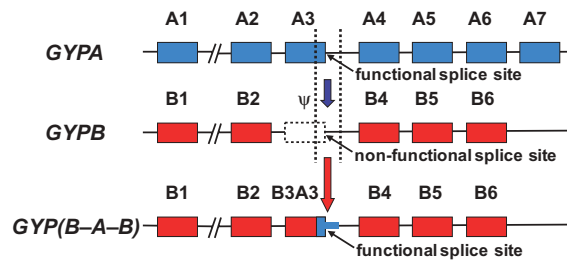 A1 A2 A3 A4 A5 A6 A7
GYPA
functional splice site
B1 B2 ψ B4 B5 B6
GYPB
non-functional splice site
B1 B2 B3A3 B4 B5 B6
GYP(B–A–B)
functional splice site